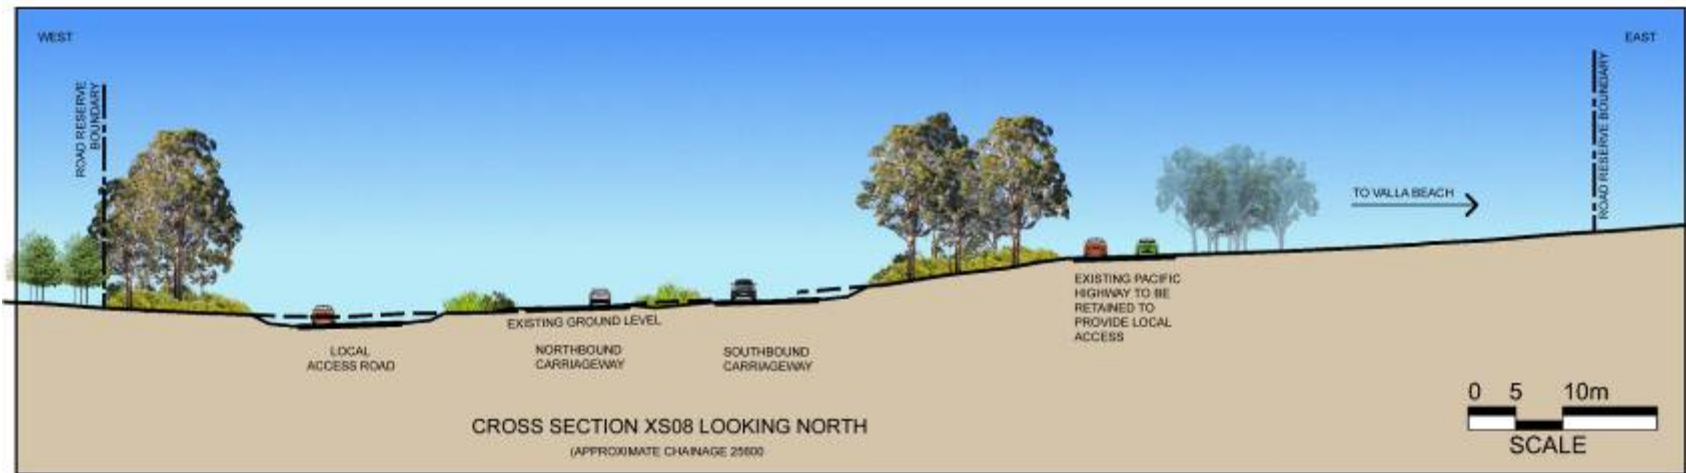 WEST
EAST
ROAD RESERVE
BOUNDARY
ROAD RESERVE BOUNDARY
TO VALLA BEACH
EXISTING PACIFIC
HIGHWAY TO BE
RETAINED TO
PROVIDE LOCAL
ACCESS
EXISTING GROUND LEVEL
LOCAL
ACCESS ROAD
NORTHBOUND
CARRIAGEWAY
SOUTHBOUND
CARRIAGEWAY
CROSS SECTION XS08 LOOKING NORTH
(APPROXIMATE CHAINAGE 25600
0 5 10m
SCALE